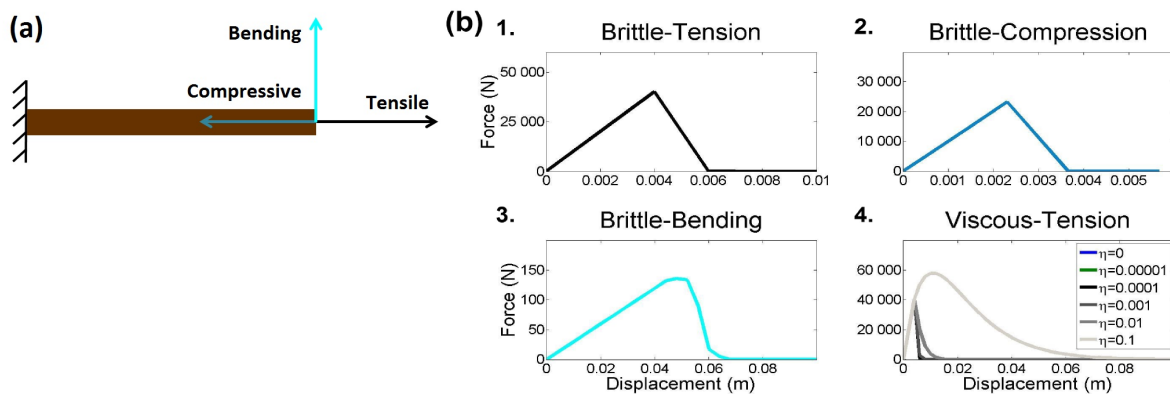 (a)
Bending
Compressive
Tensile
(b)
1.
Brittle-Tension
Force (N)
50 000
25 000
0
0 0.002 0.004 0.006 0.008 0.01
2.
Brittle-Compression
30 000
20 000
10 000
0
0 0.001 0.002 0.003 0.004 0.005
3.
Brittle-Bending
Force (N)
150
100
50
0
0 0.02 0.04 0.06 0.08
Displacement (m)
4.
Viscous-Tension
60 000
40 000
20 000
0
0 0.02 0.04 0.06 0.08
Displacement (m)
η=0
η=0.00001
η=0.0001
η=0.001
η=0.01
η=0.1